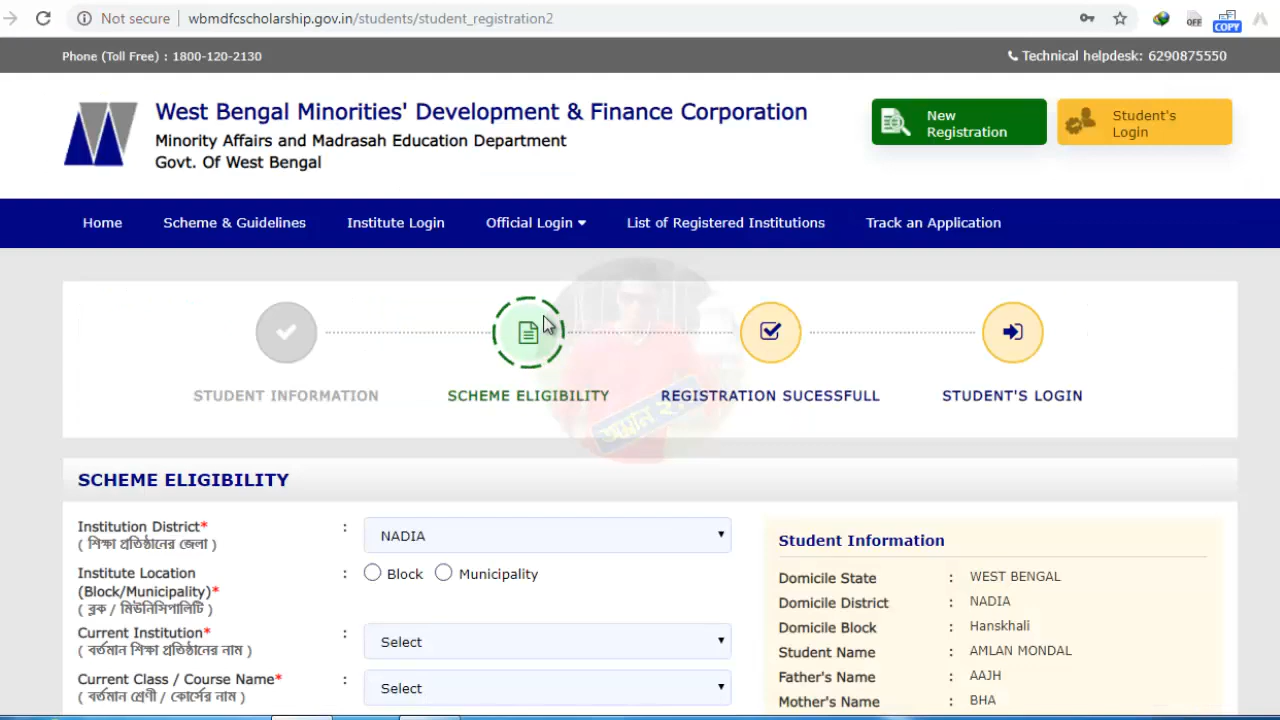 Not secure | wbmdfcscholarship.gov.in/students/student_registration2
OFF
COPY
Phone (Toll Free) : 1800-120-2130
Technical helpdesk: 6290875550
West Bengal Minorities' Development & Finance Corporation
Minority Affairs and Madrasah Education Department
Govt. Of West Bengal
New
Registration
Student's
Login
Home Scheme & Guidelines Institute Login Official Login List of Registered Institutions Track an Application
STUDENT INFORMATION SCHEME ELIGIBILITY REGISTRATION SUCESSFULL STUDENT'S LOGIN
SCHEME ELIGIBILITY
Institution District* : NADIA
( শিক্ষা প্রতিষ্ঠানের জেলা )
Institute Location : Block Municipality
(Block/Municipality)*
( ব্লক / মিউনিসিপালিটি )
Current Institution* : Select
( বর্তমান শিক্ষা প্রতিষ্ঠানের নাম )
Current Class / Course Name* : Select
( বর্তমান শ্রেণী / কোর্সের নাম )
Student Information
Domicile State : WEST BENGAL
Domicile District : NADIA
Domicile Block : Hanskhali
Student Name : AMLAN MONDAL
Father's Name : AAJH
Mother's Name : BHA